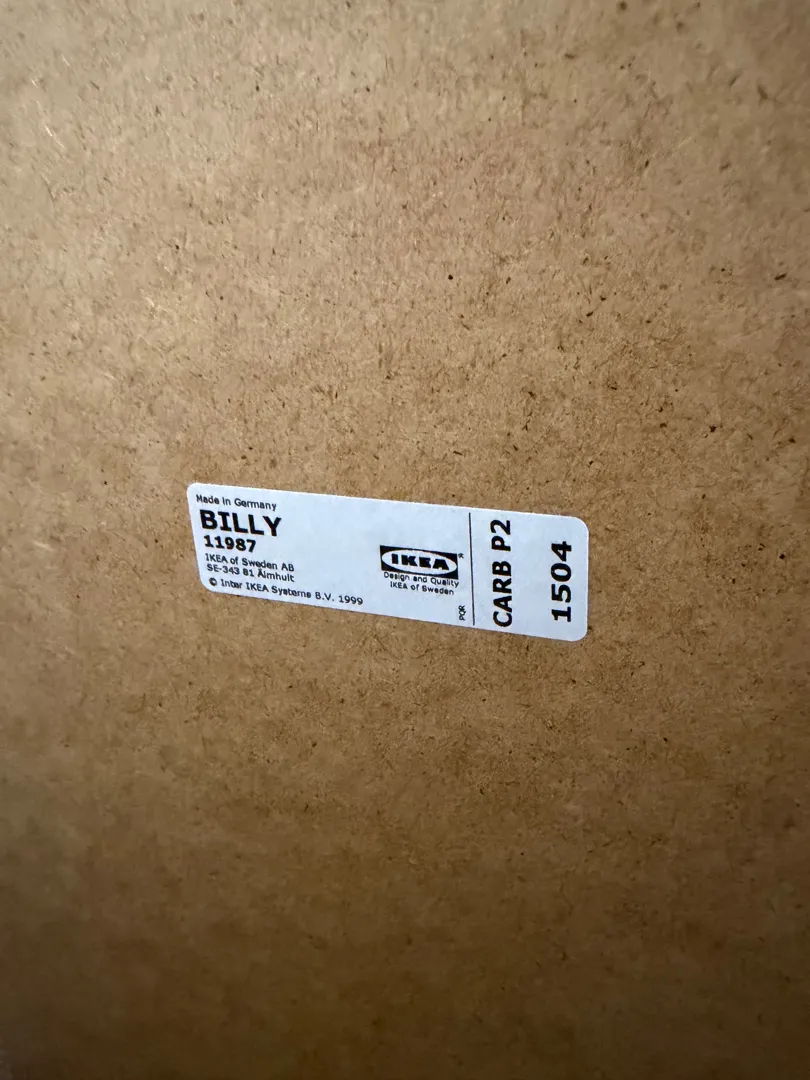 Made in Germany
BILLY
11987
IKEA of Sweden AB
SE-343 81 Älmhult
© Inter IKEA Systems B.V. 1999
IKEA®
Design and Quality
IKEA of Sweden
PQR
CARB P2
1504